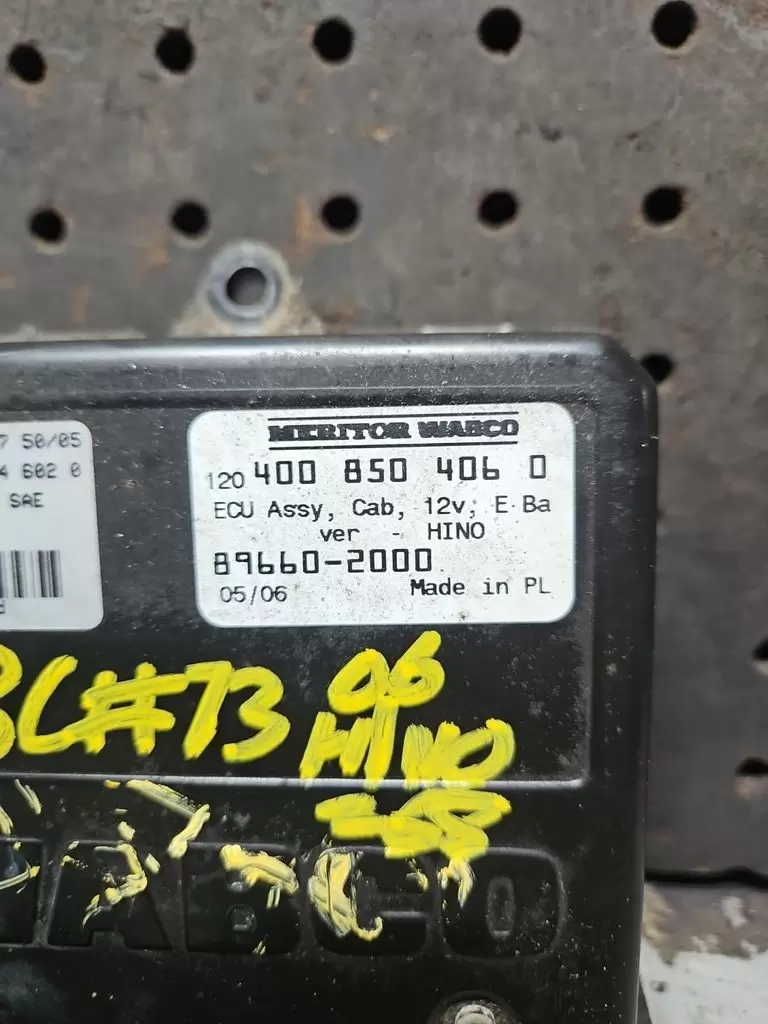 7 50/05
4 602 0
SAE
MERITOR WABCO
120 400 850 406 0
ECU Assy, Cab, 12v, E-Ba
ver - HINO
89660-2000
05/06 Made in PL
C#73
06
HINO
ABCO